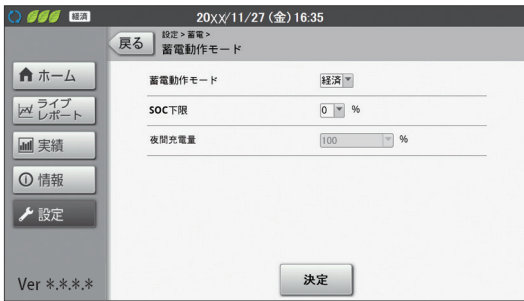 経済 20XX/11/27 (金) 16:35
戻る
設定 > 蓄電 >
蓄電動作モード
ホーム
ライブ
レポート
実績
情報
設定
Ver *.*.*.*
蓄電動作モード 経済
SOC下限 0 %
夜間充電量 100 %
決定